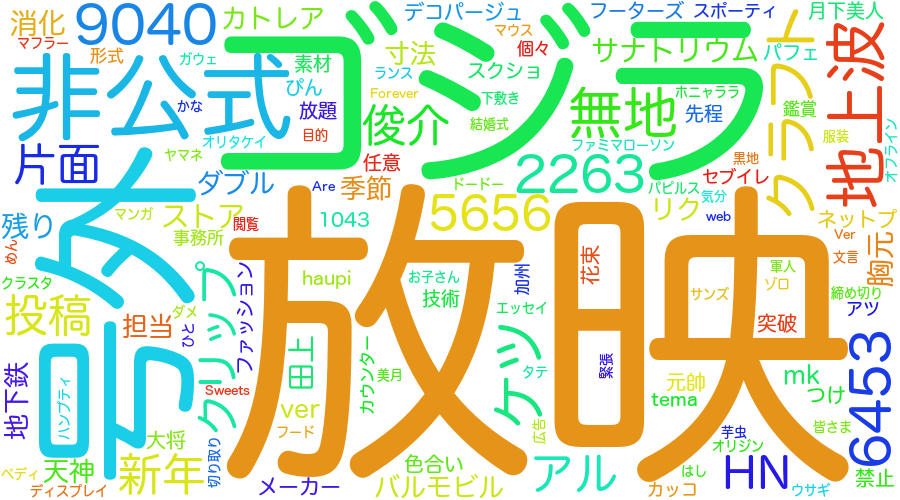 消化
9040
カトレア
デコパージュ
フーターズ
スポーティ
月下美人
マフラー
形式
ガウェ
ゴジラ
マウス
個々
サナトリウム
パフェ
地上波
非公式
素材
ランス
寸法
スクショ
ぴん
Forever
下敷き
ホニャララ
クラフト
鑑賞
かな
放題
俊介
結婚式
無地
先程
服装
オリタケイ
目的
ファミマローソン
オフライン
片面
ヤマネ
任意
黒地
号外
ダブル
Are
季節
ドードー
2263
セブイレ
パピルス
気分
残り
マンガ
ストア
閲覧
1043
5656
リク
web
ネットプ
事務所
Ver
めん
放映
花束
文言
胸元
クリップ
ファッション
haupi
お子さん
加州
軍人
クラスタ
技術
サンズ
ゾロ
締め切り
投稿
担当
ダメ
ひと
エッセイ
アツ
田上
カウンター
ケツ
突破
地下鉄
ハンプティ
Sweets
美月
タテ
緊張
元帥
mk
つけ
6453
ver
tema
大将
フード
広告
芋虫
皆さま
切り取り
オリジン
ペディ
天神
新年
色合い
アル
HN
はし
禁止
ディスプレイ
メーカー
バルモビル
カッコ
ウサギ